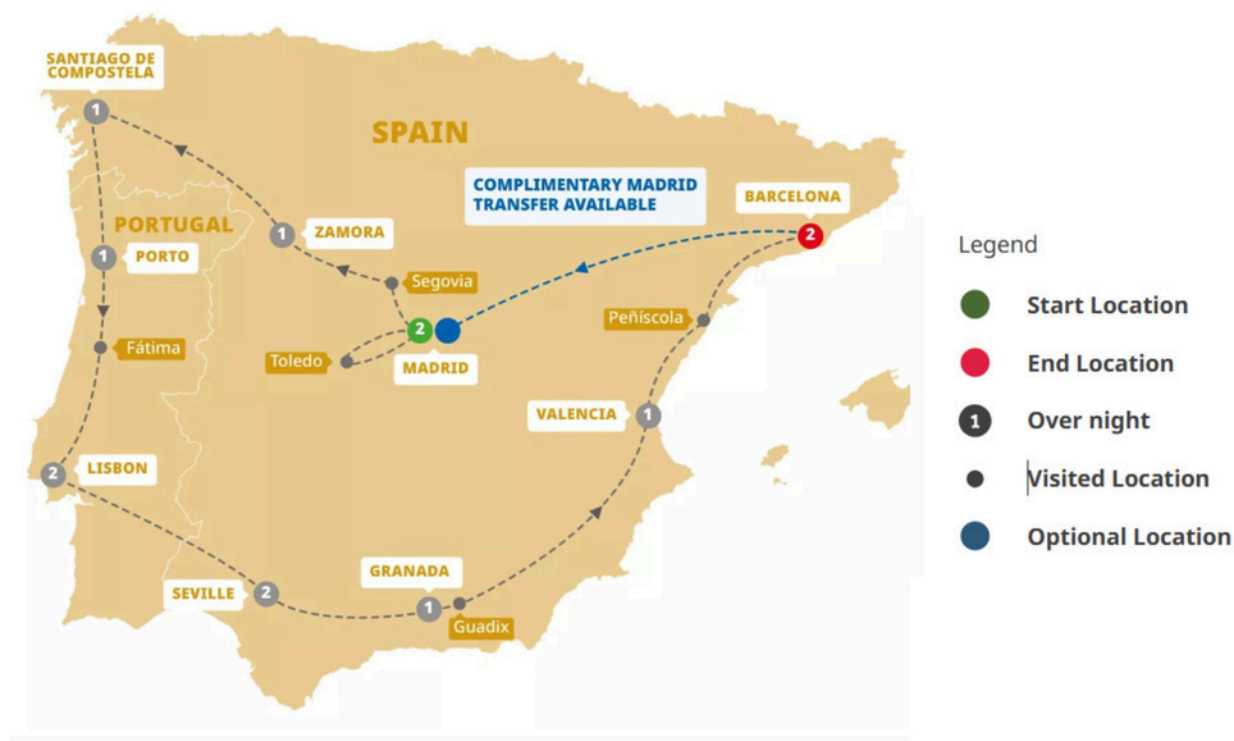 SANTIAGO DE
COMPOSTELA
1
SPAIN
COMPLIMENTARY MADRID
TRANSFER AVAILABLE
BARCELONA
2
PORTUGAL
1
ZAMORA
1
PORTO
Segovia
Peñíscola
2
MADRID
Toledo
Fátima
VALENCIA
1
2
LISBON
GRANADA
SEVILLE
2
1
Guadix
Legend
Start Location
End Location
1
Over night
Visited Location
Optional Location